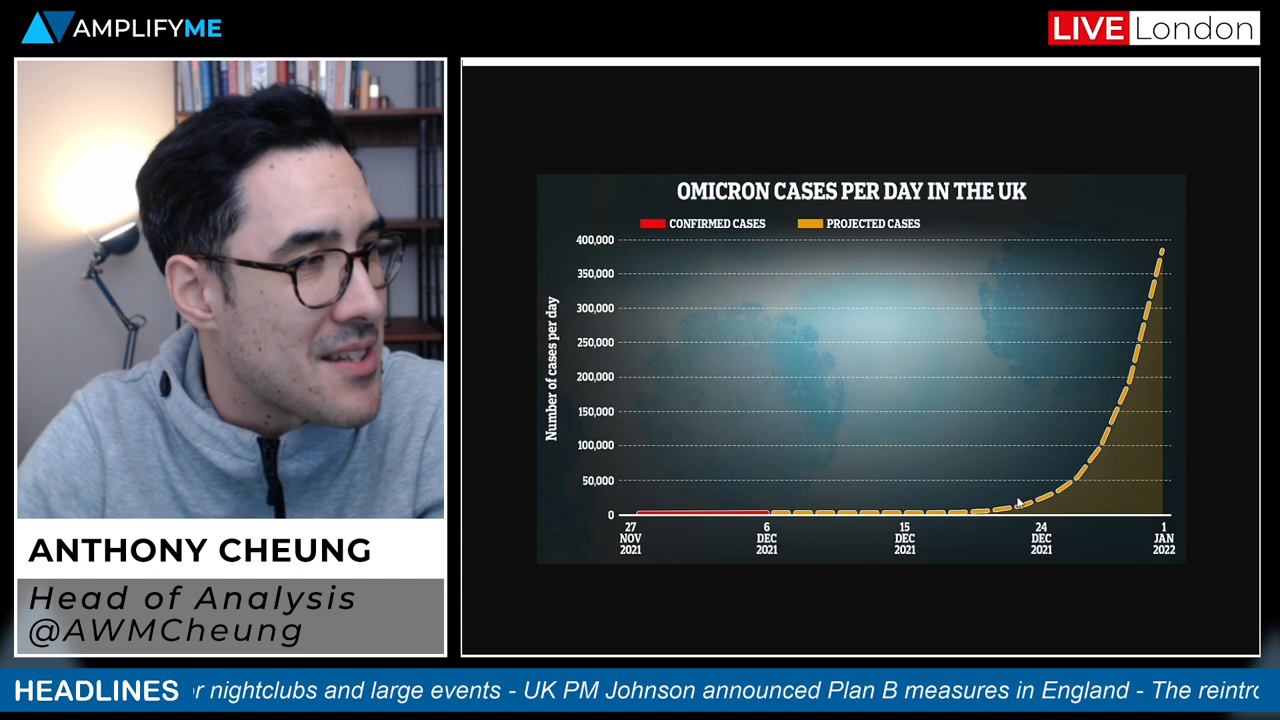 AMPLIFYME
LIVE London
OMICRON CASES PER DAY IN THE UK
CONFIRMED CASES PROJECTED CASES
Number of cases per day
400,000
350,000
300,000
250,000
200,000
150,000
100,000
50,000
0
27 NOV 2021
6 DEC 2021
15 DEC 2021
24 DEC 2021
1 JAN 2022
ANTHONY CHEUNG
Head of Analysis
@AWMCheung
HEADLINES r nightclubs and large events - UK PM Johnson announced Plan B measures in England - The reintro